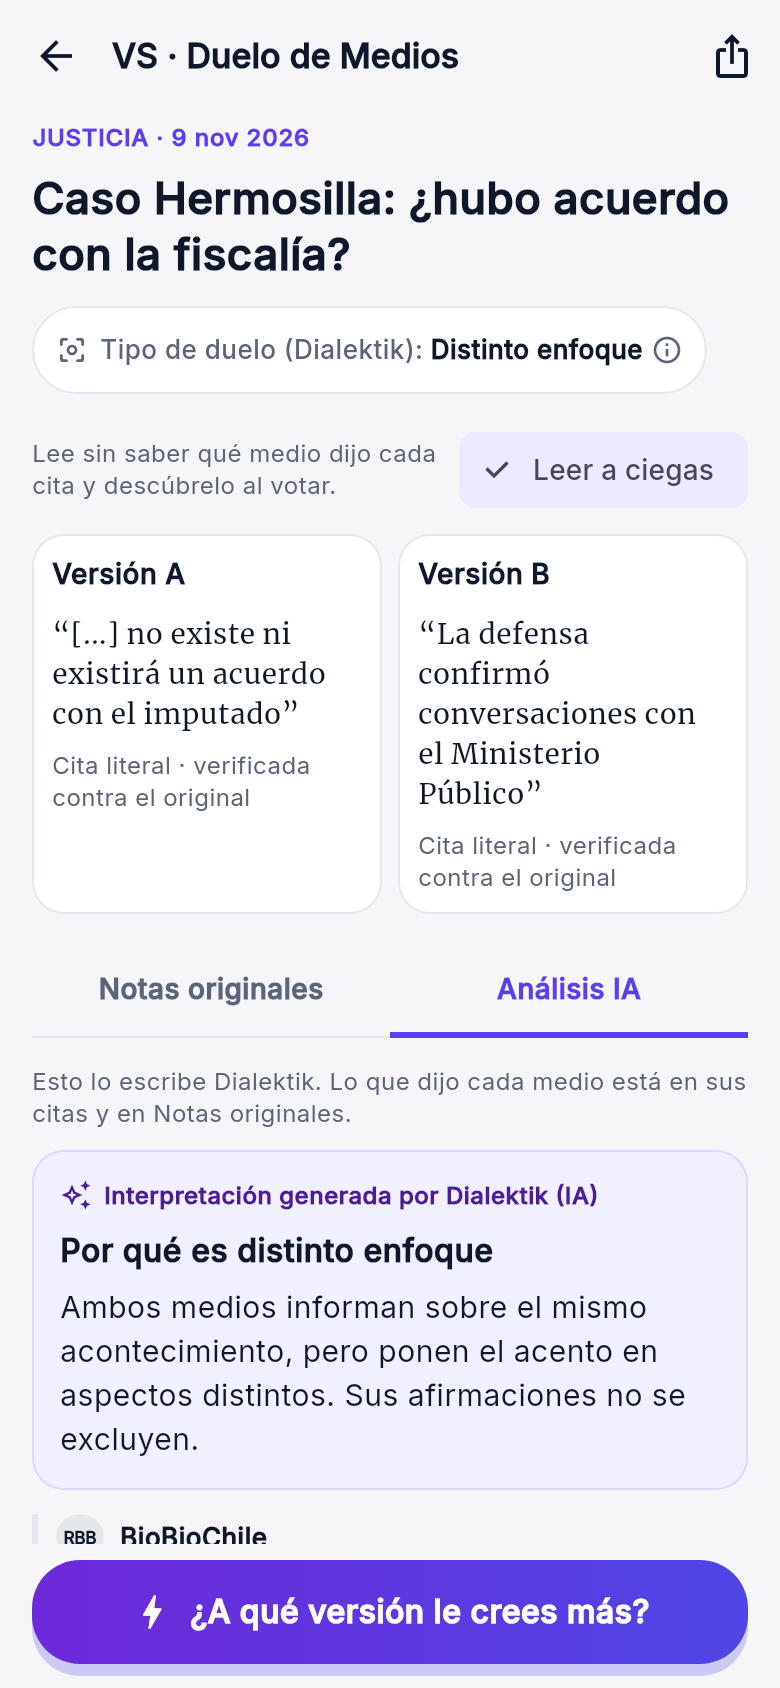 VS · Duelo de Medios
JUSTICIA · 9 nov 2026
Caso Hermosilla: ¿hubo acuerdo
con la fiscalía?
Tipo de duelo (Dialektik): Distinto enfoque
Lee sin saber qué medio dijo cada
cita y descúbrelo al votar.
Leer a ciegas
Versión A
“[...] no existe ni
existirá un acuerdo
con el imputado”
Cita literal · verificada
contra el original
Versión B
“La defensa
confirmó
conversaciones con
el Ministerio
Público”
Cita literal · verificada
contra el original
Notas originales
Análisis IA
Esto lo escribe Dialektik. Lo que dijo cada medio está en sus
citas y en Notas originales.
Interpretación generada por Dialektik (IA)
Por qué es distinto enfoque
Ambos medios informan sobre el mismo
acontecimiento, pero ponen el acento en
aspectos distintos. Sus afirmaciones no se
excluyen.
RBB BioBioChile
¿A qué versión le crees más?